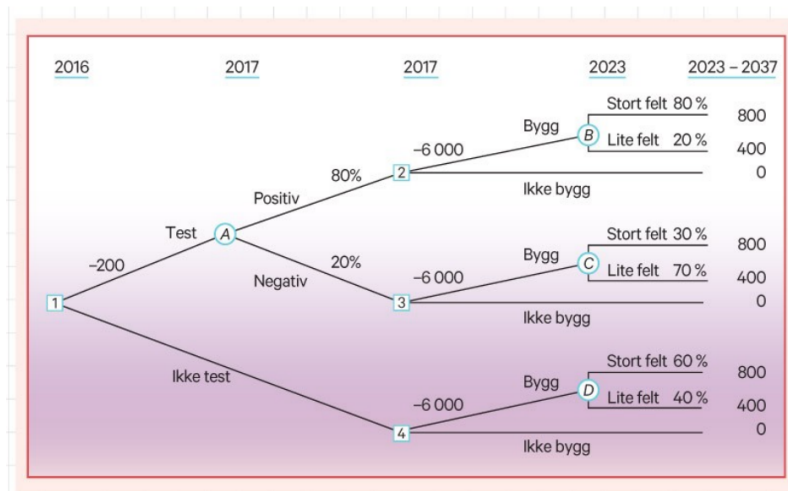 2016 2017 2017 2023 2023 – 2037
Stort felt 80 % 800
Bygg B
–6 000 Lite felt 20 % 400
80% 2 0
Positiv Ikke bygg
Test A
Stort felt 30 % 800
–200 Bygg C
20% Lite felt 70 % 400
Negativ –6 000
1 3 0
Ikke bygg
Stort felt 60 % 800
Ikke test Bygg D
–6 000 Lite felt 40 % 400
4 0
Ikke bygg